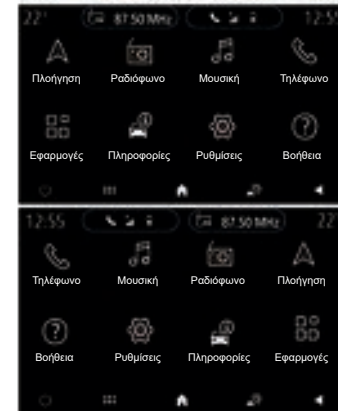 22° 87.50 MHz 12:55
Πλοήγηση Ραδιόφωνο Μουσική Τηλέφωνο
Εφαρμογές Πληροφορίες Ρυθμίσεις Βοήθεια
12:55 87.50 MHz 22°
Τηλέφωνο Μουσική Ραδιόφωνο Πλοήγηση
Βοήθεια Ρυθμίσεις Πληροφορίες Εφαρμογές